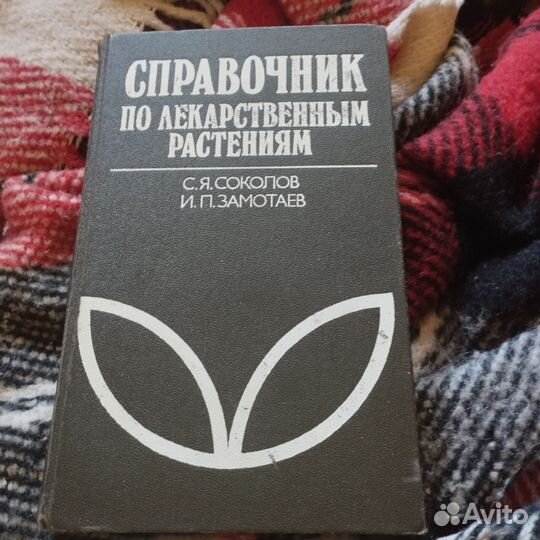 СПРАВОЧНИК
ПО ЛЕКАРСТВЕННЫМ
РАСТЕНИЯМ
С.Я.СОКОЛОВ
И.П.ЗАМОТАЕВ
Avito